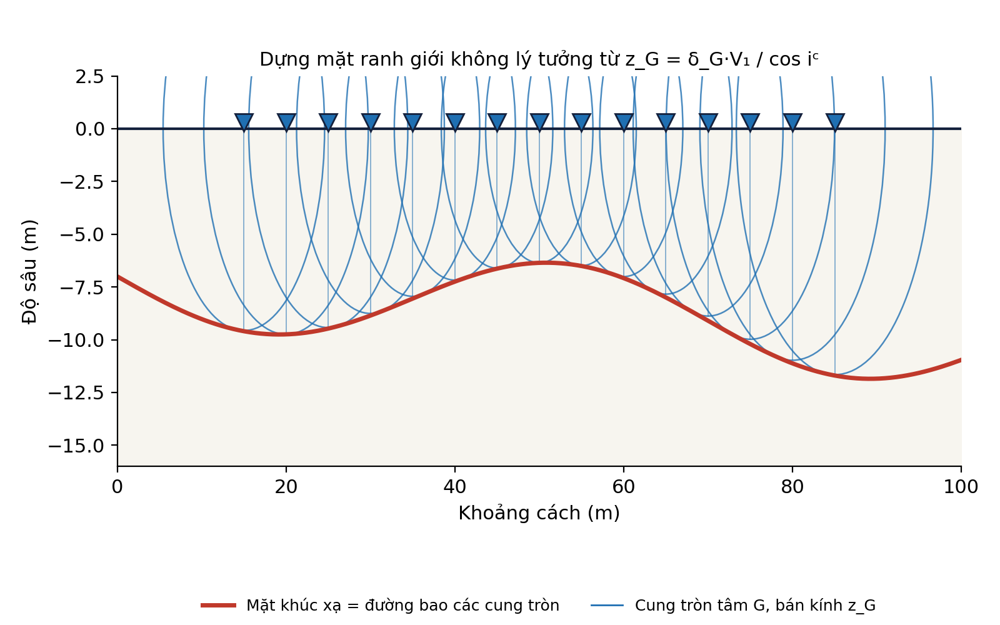 Dựng mặt ranh giới không lý tưởng từ z_G = δ_G·V₁ / cos iᶜ
2.5
0.0
−2.5
−5.0
−7.5
−10.0
−12.5
−15.0
Độ sâu (m)
0 20 40 60 80 100
Khoảng cách (m)
Mặt khúc xạ = đường bao các cung tròn
Cung tròn tâm G, bán kính z_G